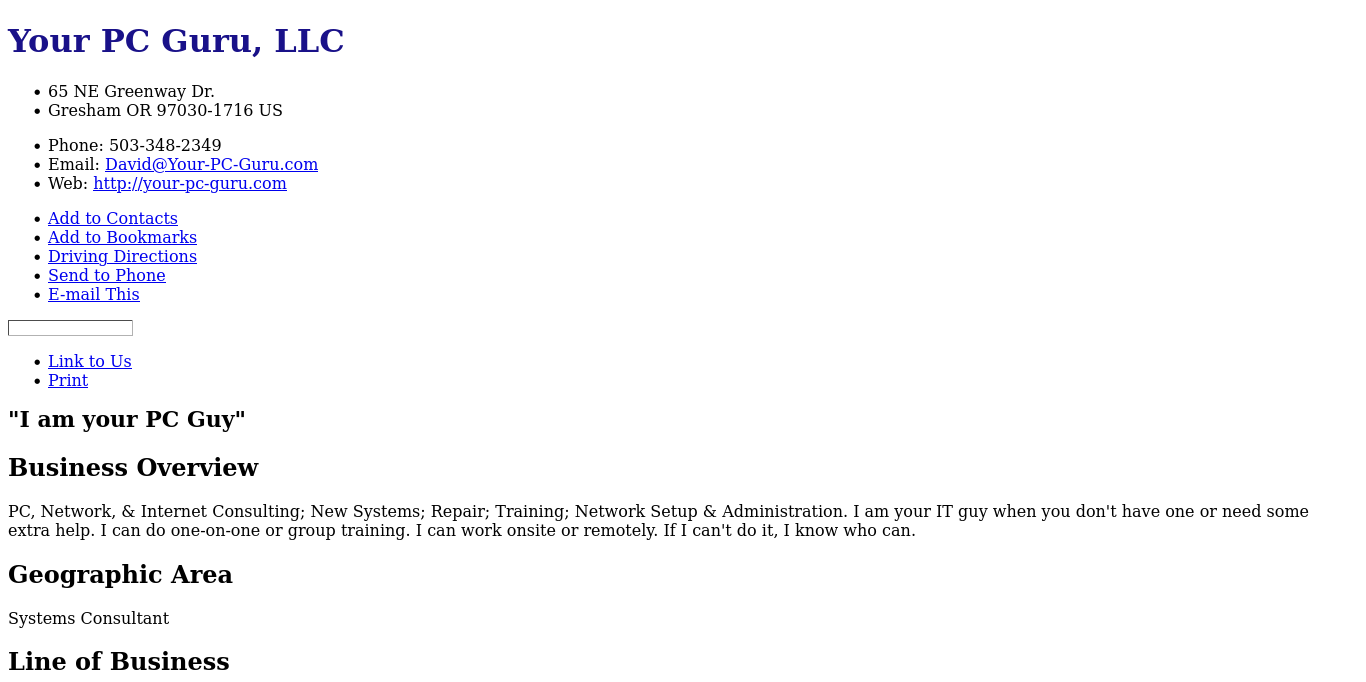 Your PC Guru, LLC
65 NE Greenway Dr.
Gresham OR 97030-1716 US
Phone: 503-348-2349
Email: David@Your-PC-Guru.com
Web: http://your-pc-guru.com
Add to Contacts
Add to Bookmarks
Driving Directions
Send to Phone
E-mail This
Link to Us
Print
"I am your PC Guy"
Business Overview
PC, Network, & Internet Consulting; New Systems; Repair; Training; Network Setup & Administration. I am your IT guy when you don't have one or need some
extra help. I can do one-on-one or group training. I can work onsite or remotely. If I can't do it, I know who can.
Geographic Area
Systems Consultant
Line of Business